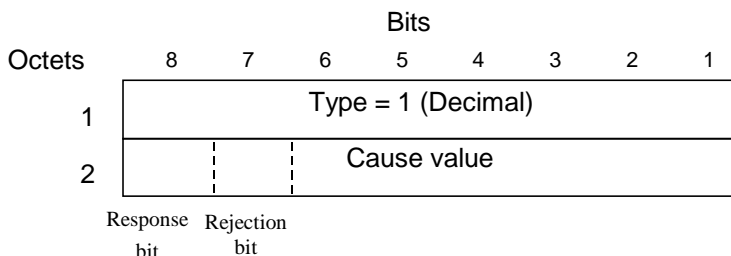 Bits
Octets 8 7 6 5 4 3 2 1
1 Type = 1 (Decimal)
2 Cause value
Response Rejection
bit bit